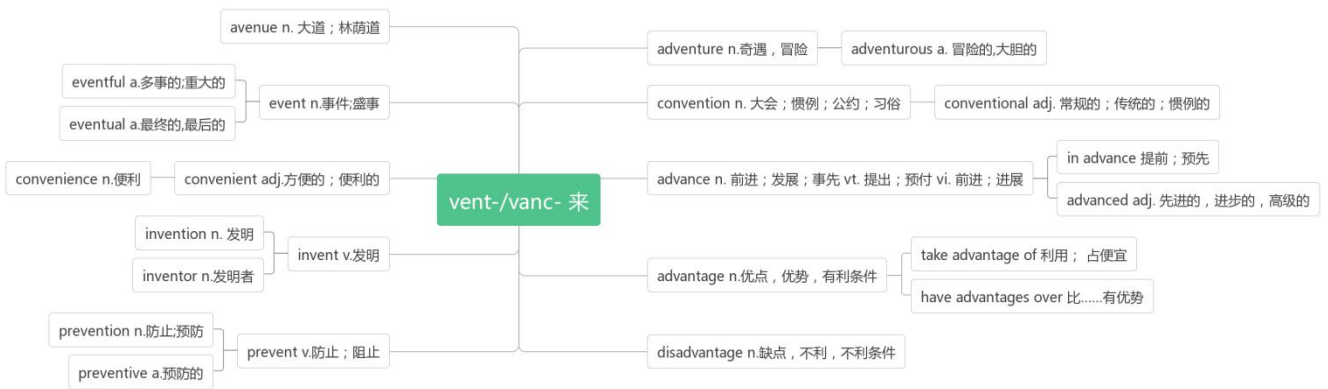 avenue n. 大道；林荫道
eventful a.多事的;重大的
eventual a.最终的,最后的
event n.事件;盛事
convenience n.便利
convenient adj.方便的；便利的
invention n. 发明
inventor n.发明者
invent v.发明
prevention n.防止;预防
preventive a.预防的
prevent v.防止；阻止
vent-/vanc- 来
adventure n.奇遇，冒险
adventurous a. 冒险的,大胆的
convention n. 大会；惯例；公约；习俗
conventional adj. 常规的；传统的；惯例的
advance n. 前进；发展；事先 vt. 提出；预付 vi. 前进；进展
in advance 提前；预先
advanced adj. 先进的，进步的，高级的
advantage n.优点，优势，有利条件
take advantage of 利用； 占便宜
have advantages over 比......有优势
disadvantage n.缺点，不利，不利条件